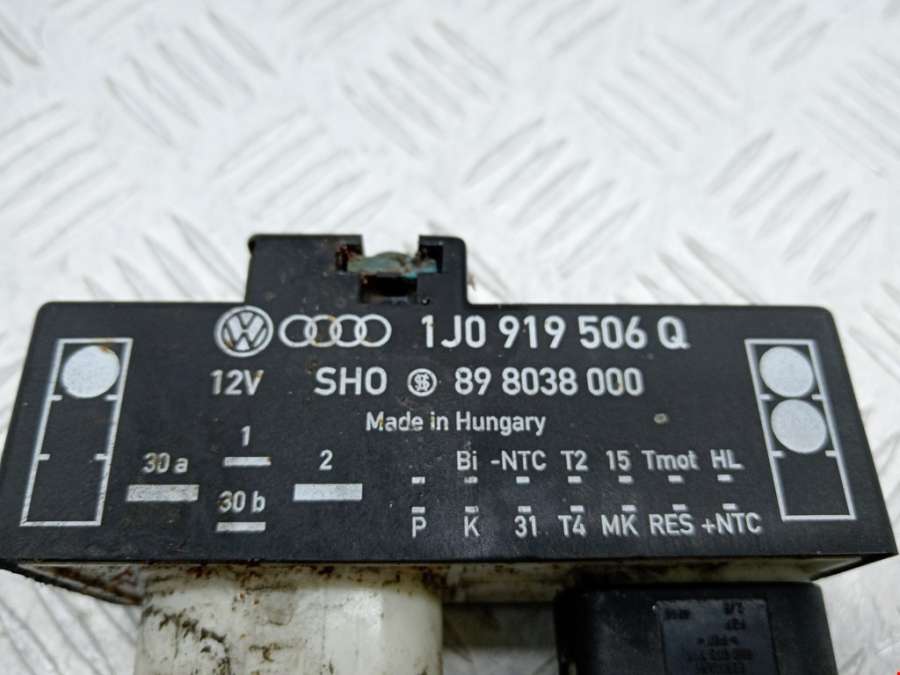 1J0 919 506 Q
12V SHO 89 8038 000
Made in Hungary
1
30 a 2 Bi -NTC T2 15 Tmot HL
30 b
P K 31 T4 MK RES +NTC